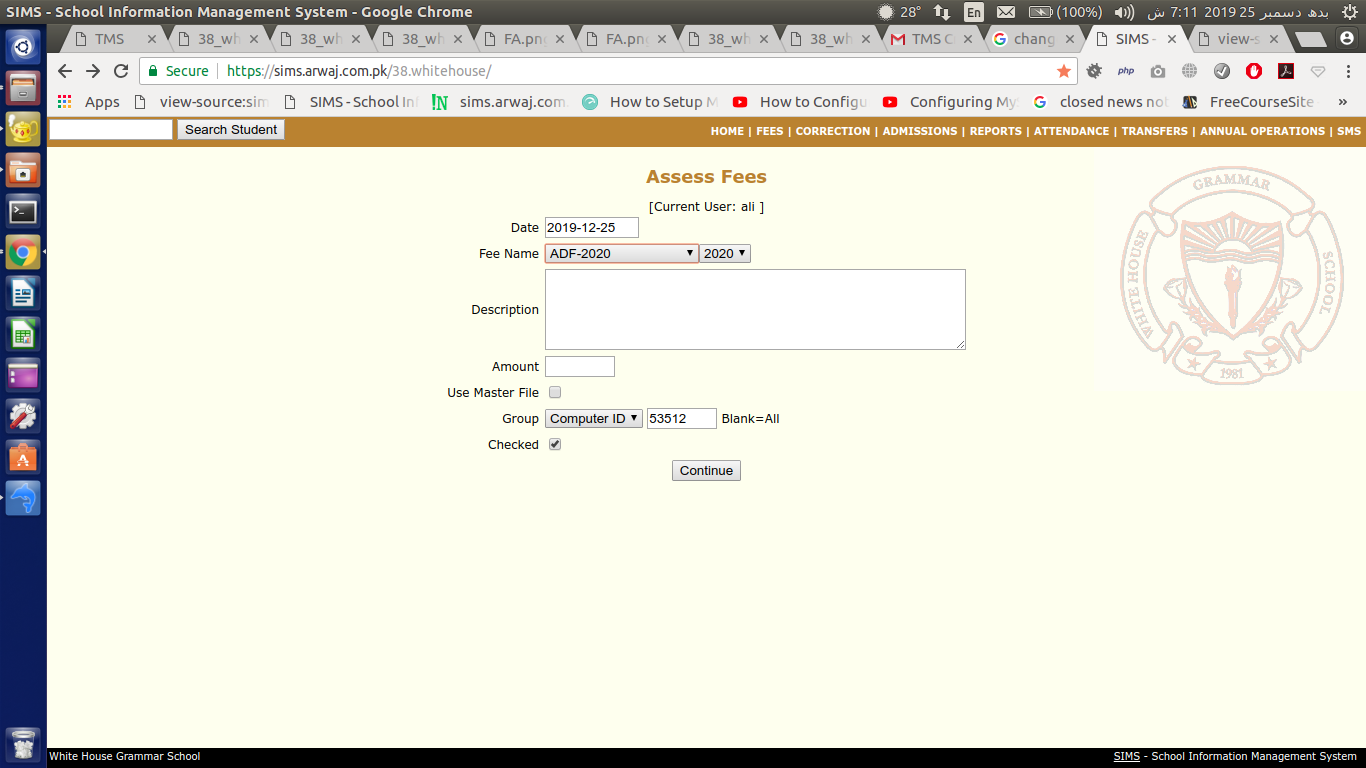 SIMS - School Information Management System - Google Chrome
28° En (100%) بدھ دسمبر 25 2019 7:11 ش
TMS 38_wh 38_wh 38_wh FA.pn FA.pn 38_wh 38_wh TMS C chang SIMS - view-s
Secure https://sims.arwaj.com.pk/38.whitehouse/
php
Apps view-source:sim SIMS - School In !N sims.arwaj.com How to Setup M How to Configu Configuring My closed news not FreeCourseSite »
Search Student HOME | FEES | CORRECTION | ADMISSIONS | REPORTS | ATTENDANCE | TRANSFERS | ANNUAL OPERATIONS | SMS
Assess Fees
[Current User: ali ]
Date 2019-12-25
Fee Name ADF-2020 2020
Description
Amount
Use Master File
Group Computer ID 53512 Blank=All
Checked
Continue
WHITE HOUSE GRAMMAR SCHOOL
1981
White House Grammar School SIMS - School Information Management System